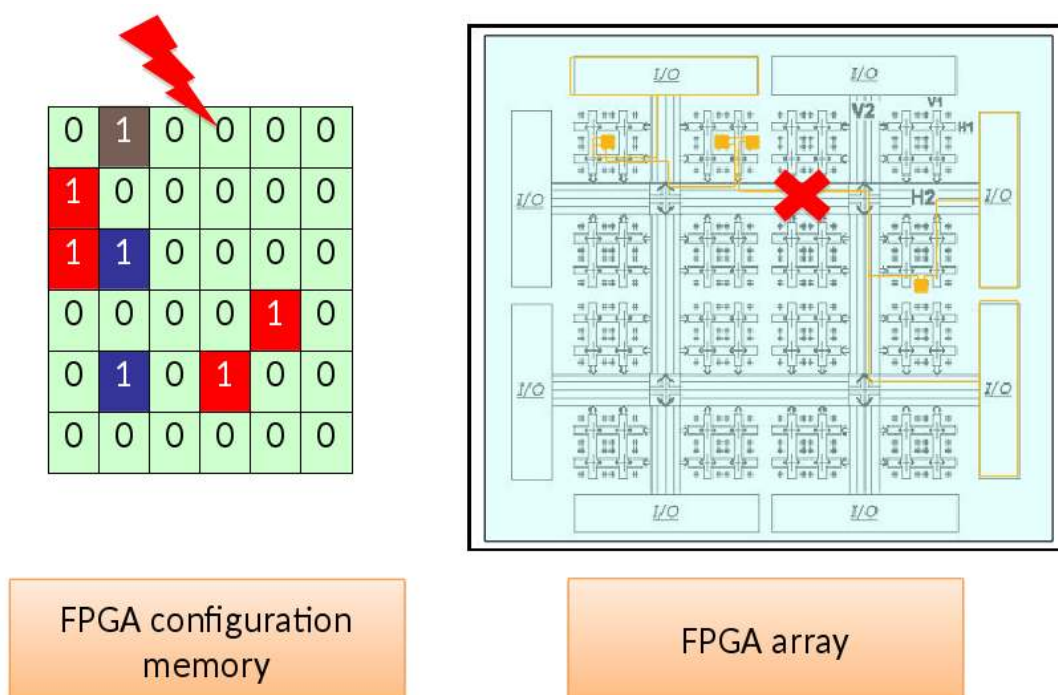 0 1 0 0 0 0
1 0 0 0 0 0
1 1 0 0 0 0
0 0 0 0 1 0
0 1 0 1 0 0
0 0 0 0 0 0
FPGA configuration
memory
I/O
I/O
V2
V1
H1
I/O
H2
I/O
I/O
I/O
I/O
I/O
FPGA array